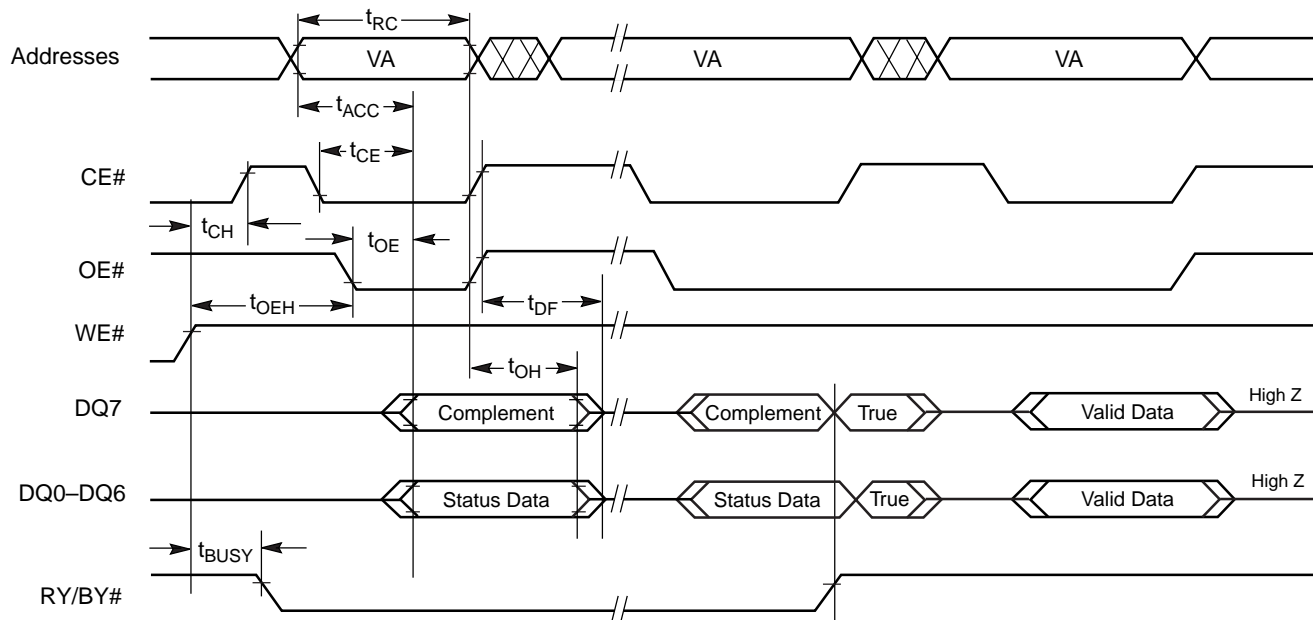 tRC
Addresses VA VA VA
tACC
tCE
CE#
tCH
tOE
OE#
tOEH tDF
WE#
tOH
DQ7 Complement Complement True Valid Data High Z
DQ0–DQ6 Status Data Status Data True Valid Data High Z
tBUSY
RY/BY#